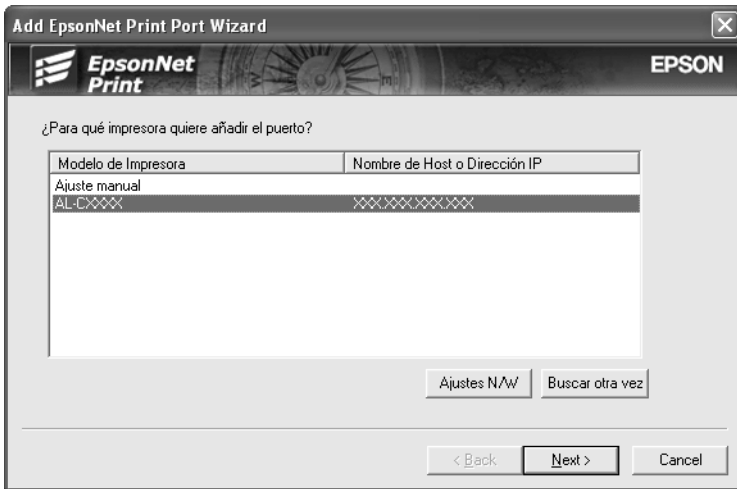 Add EpsonNet Print Port Wizard
EpsonNet
Print
EPSON
¿Para qué impresora quiere añadir el puerto?
Modelo de Impresora Nombre de Host o Dirección IP
Ajuste manual
AL-CXXXX XXX.XXX.XXX.XXX
Ajustes N/W Buscar otra vez
< Back Next > Cancel